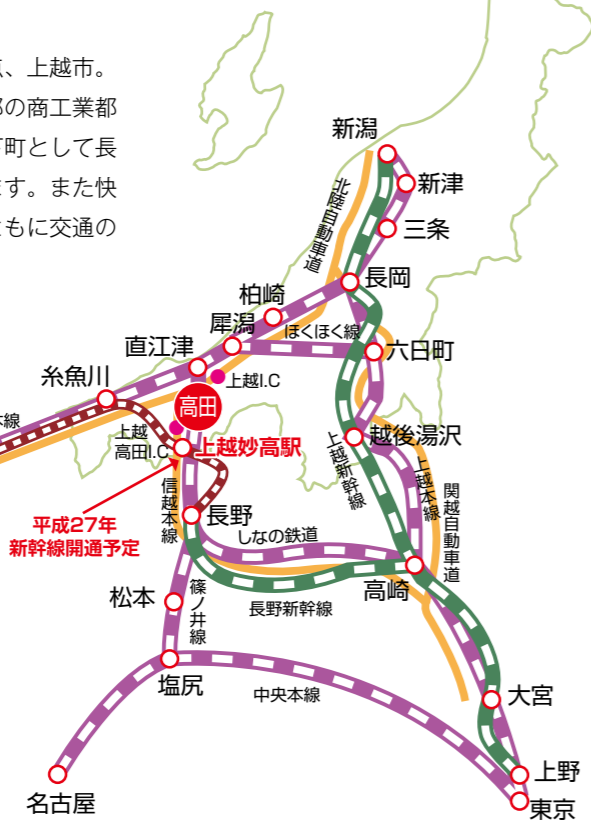 点、上越市。
部の商工業都
下町として長
ます。また快
ともに交通の
新潟
新津
北陸自動車道
三条
長岡
柏崎
犀潟
ほくほく線
直江津
六日町
糸魚川
上越I.C
高田
本線
上越
高田I.C
上越妙高駅
越後湯沢
上越新幹線
上越本線
関越自動車道
信越本線
平成27年
新幹線開通予定
長野
しなの鉄道
高崎
松本
篠ノ井線
長野新幹線
塩尻
中央本線
大宮
上野
名古屋
東京